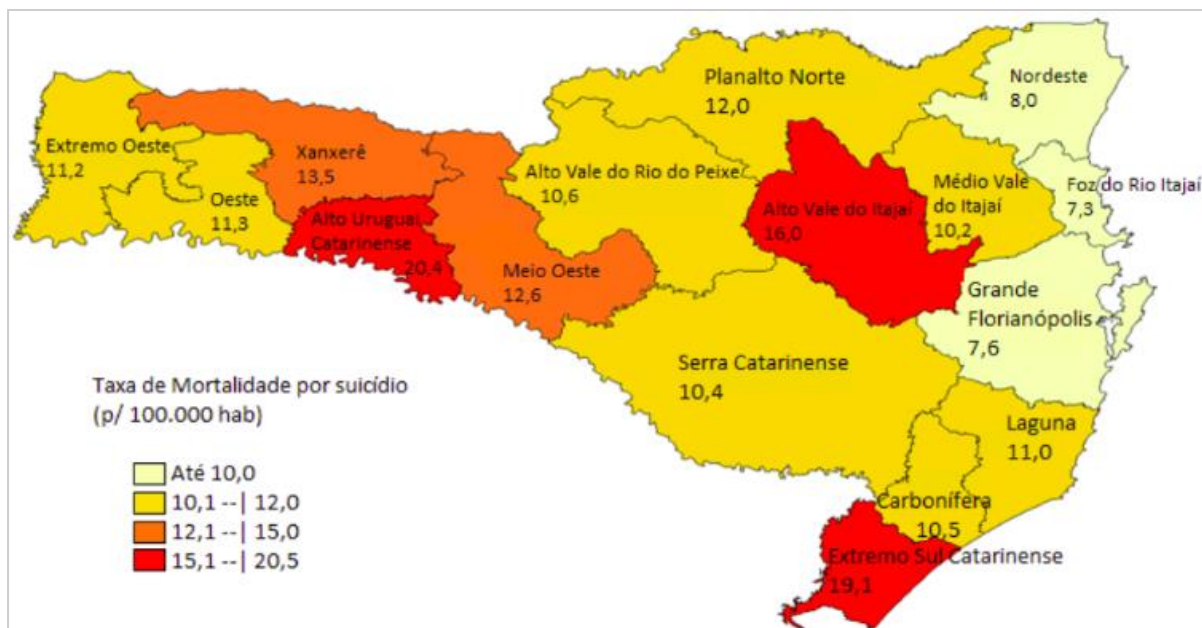 Planalto Norte
12,0
Nordeste
8,0
Extremo Oeste
11,2
Xanxerê
13,5
Alto Vale do Rio do Peixe
10,6
Médio Vale
do Itajaí
10,2
Foz do Rio Itajaí
7,3
Oeste
11,3
Alto Uruguai
Catarinense
20,4
Alto Vale do Itajaí
16,0
Meio Oeste
12,6
Grande
Florianópolis
7,6
Serra Catarinense
10,4
Laguna
11,0
Carbonífera
10,5
Extremo Sul Catarinense
19,1
Taxa de Mortalidade por suicídio
(p/ 100.000 hab)
Até 10,0
10,1 --| 12,0
12,1 --| 15,0
15,1 --| 20,5